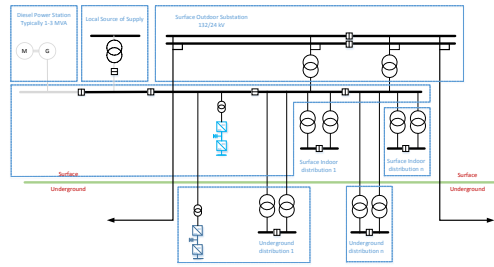 Diesel Power Station
Typically 1-3 MVA
Local Source of Supply
Surface Outdoor Substation
132/24 kV
M
G
Surface Indoor
distribution 1
Surface Indoor
distribution n
Surface
Underground
Surface
Underground
Underground
distribution 1
Underground
distribution n